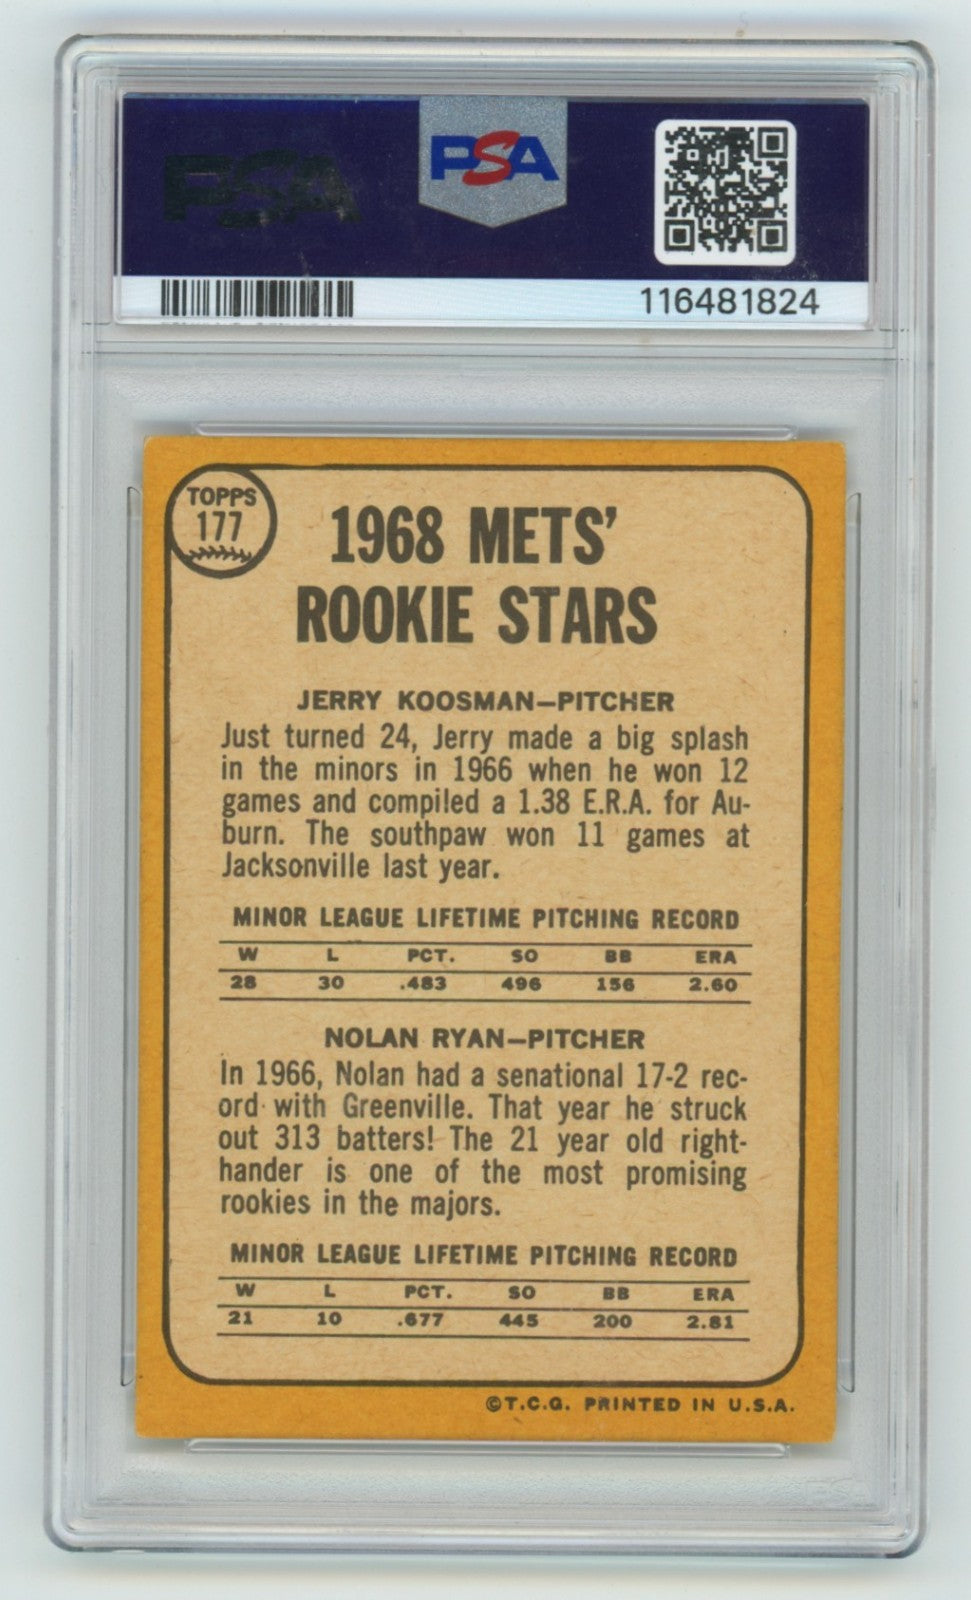 PSA
PSA
116481824
TOPPS
177
1968 METS'
ROOKIE STARS
JERRY KOOSMAN—PITCHER
Just turned 24, Jerry made a big splash
in the minors in 1966 when he won 12
games and compiled a 1.38 E.R.A. for Au-
burn. The southpaw won 11 games at
Jacksonville last year.
MINOR LEAGUE LIFETIME PITCHING RECORD
W L PCT. SO BB ERA
28 30 .483 496 156 2.60
NOLAN RYAN—PITCHER
In 1966, Nolan had a senational 17-2 rec-
ord with Greenville. That year he struck
out 313 batters! The 21 year old right-
hander is one of the most promising
rookies in the majors.
MINOR LEAGUE LIFETIME PITCHING RECORD
W L PCT. SO BB ERA
21 10 .677 445 200 2.81
©T.C.G. PRINTED IN U.S.A.